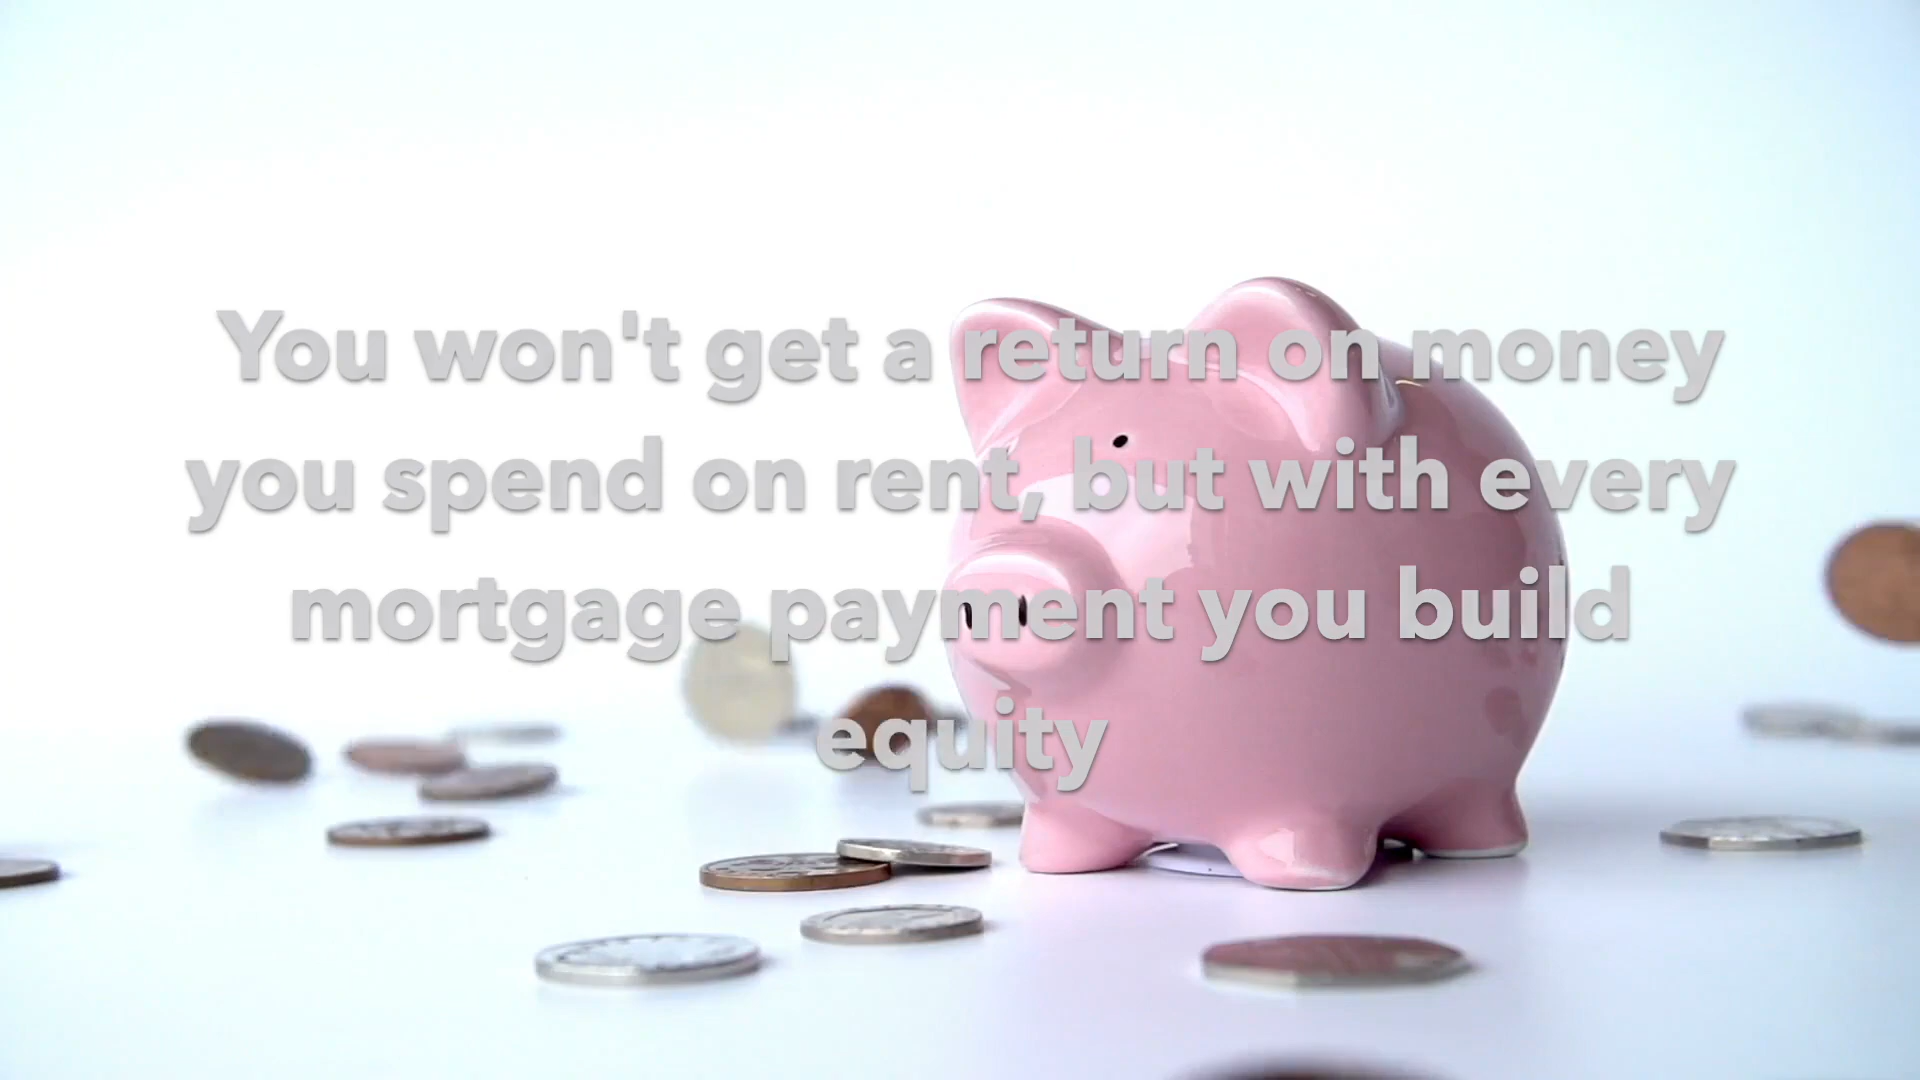 You won't get a return on money
you spend on rent, but with every
mortgage payment you build
equity